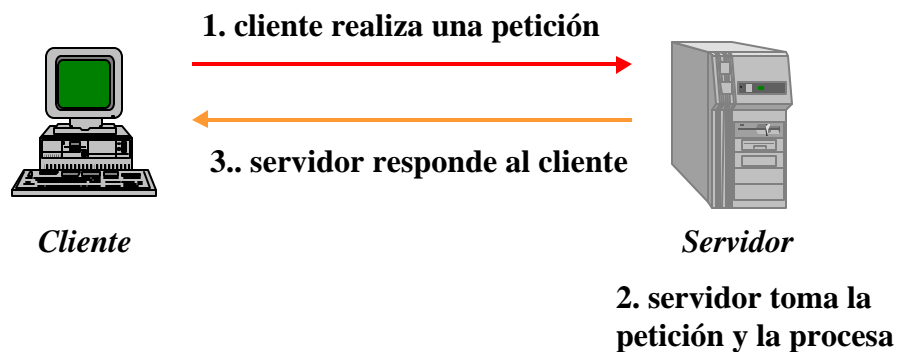 1. cliente realiza una petición
3.. servidor responde al cliente
Cliente
Servidor
2. servidor toma la
petición y la procesa